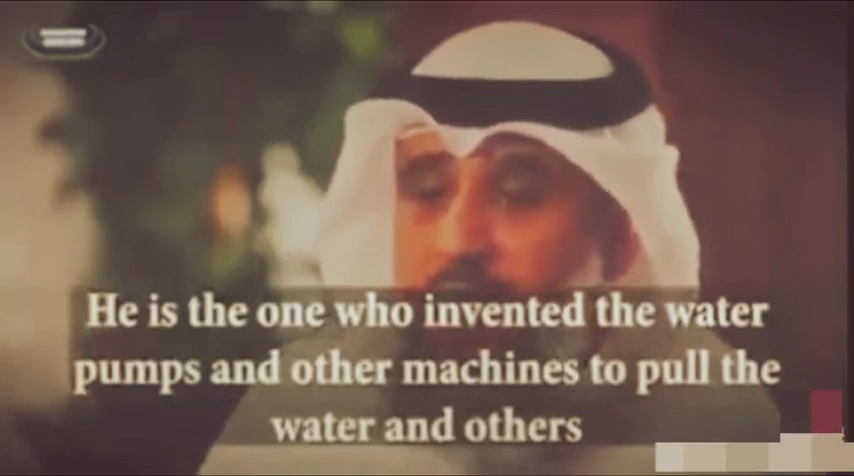 He is the one who invented the water
pumps and other machines to pull the
water and others